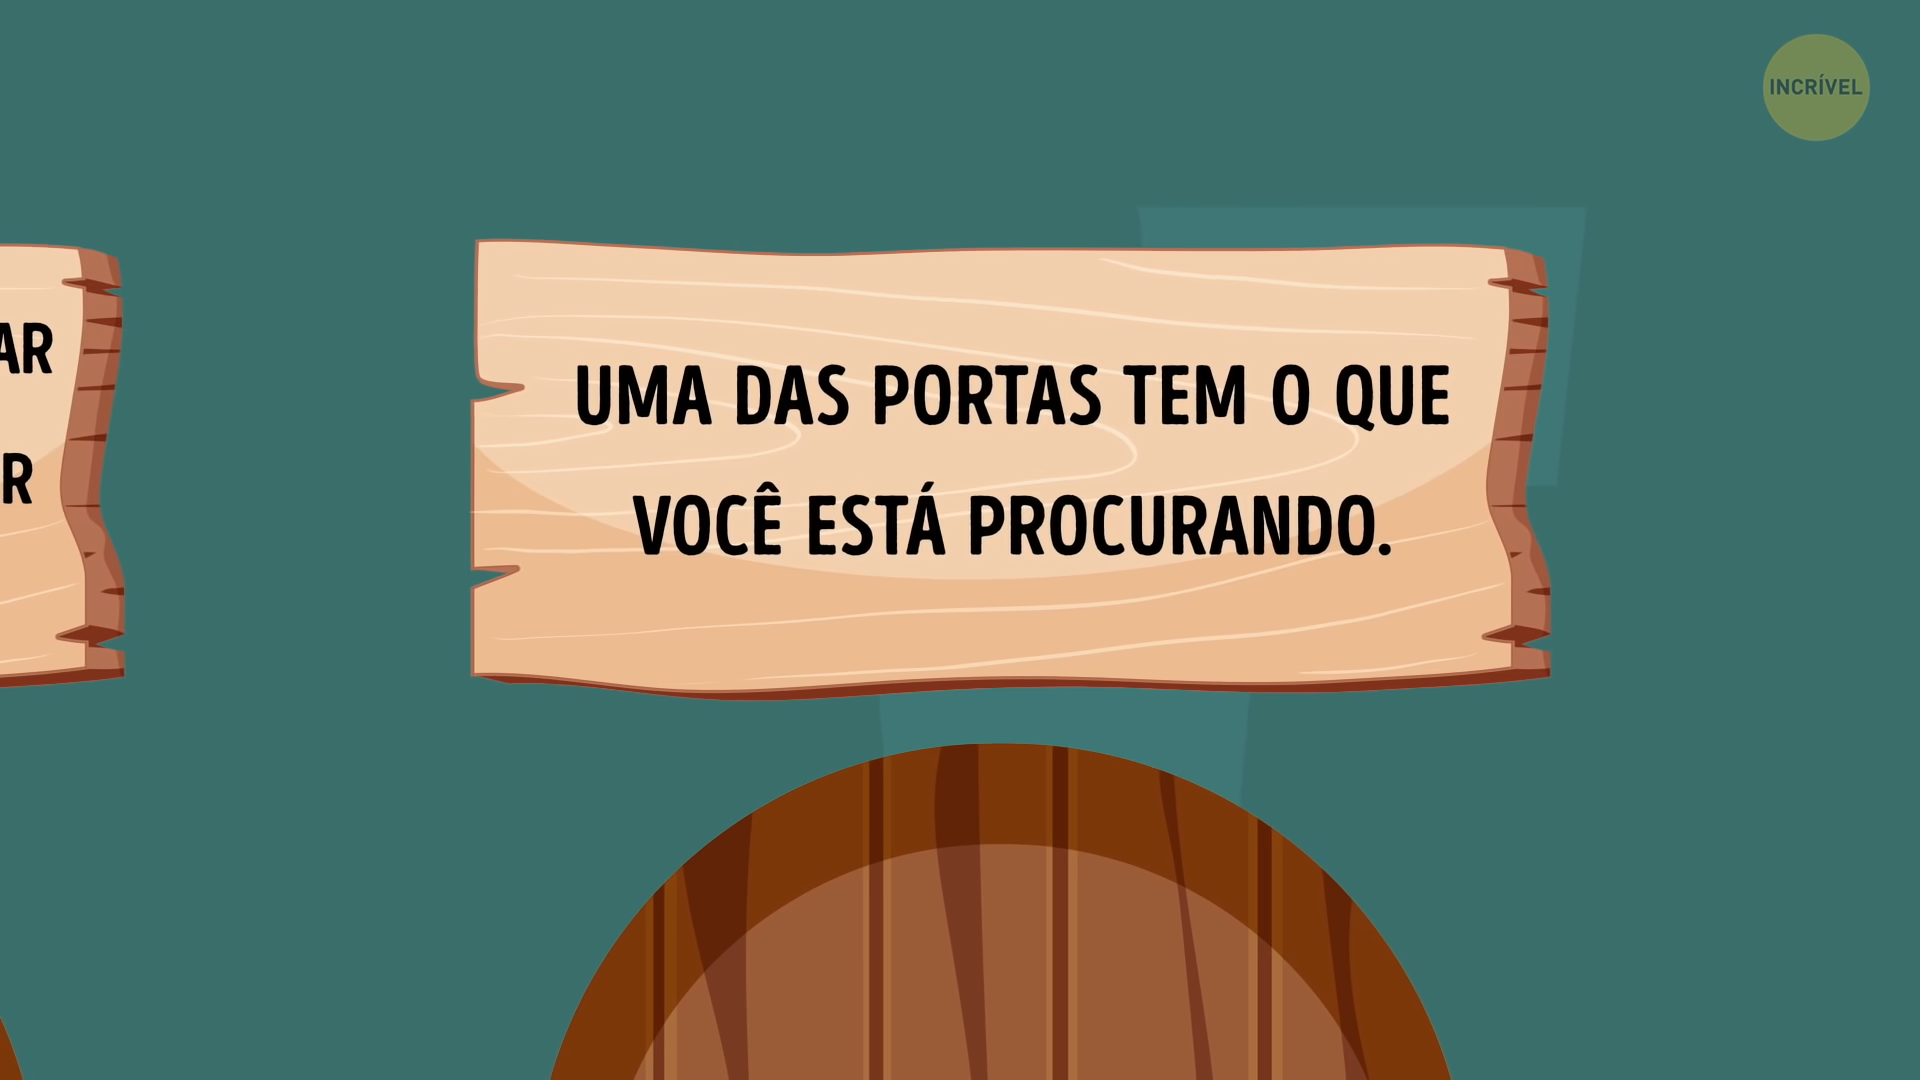 INCRÍVEL
UMA DAS PORTAS TEM O QUE
VOCÊ ESTÁ PROCURANDO.